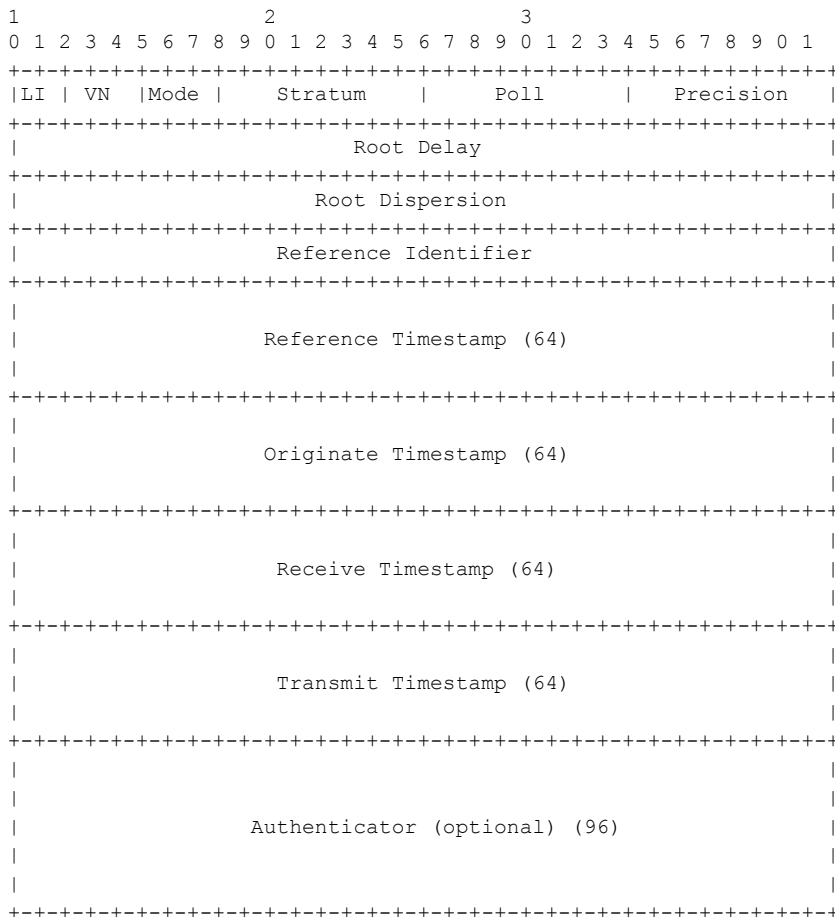 1                   2                   3
0 1 2 3 4 5 6 7 8 9 0 1 2 3 4 5 6 7 8 9 0 1 2 3 4 5 6 7 8 9 0 1
+-+-+-+-+-+-+-+-+-+-+-+-+-+-+-+-+-+-+-+-+-+-+-+-+-+-+-+-+-+-+-+-+
|LI | VN  |Mode |    Stratum    |     Poll      |   Precision   |
+-+-+-+-+-+-+-+-+-+-+-+-+-+-+-+-+-+-+-+-+-+-+-+-+-+-+-+-+-+-+-+-+
|                          Root Delay                           |
+-+-+-+-+-+-+-+-+-+-+-+-+-+-+-+-+-+-+-+-+-+-+-+-+-+-+-+-+-+-+-+-+
|                       Root Dispersion                         |
+-+-+-+-+-+-+-+-+-+-+-+-+-+-+-+-+-+-+-+-+-+-+-+-+-+-+-+-+-+-+-+-+
|                    Reference Identifier                       |
+-+-+-+-+-+-+-+-+-+-+-+-+-+-+-+-+-+-+-+-+-+-+-+-+-+-+-+-+-+-+-+-+
|                                                               |
|                   Reference Timestamp (64)                    |
|                                                               |
+-+-+-+-+-+-+-+-+-+-+-+-+-+-+-+-+-+-+-+-+-+-+-+-+-+-+-+-+-+-+-+-+
|                                                               |
|                   Originate Timestamp (64)                    |
|                                                               |
+-+-+-+-+-+-+-+-+-+-+-+-+-+-+-+-+-+-+-+-+-+-+-+-+-+-+-+-+-+-+-+-+
|                                                               |
|                    Receive Timestamp (64)                     |
|                                                               |
+-+-+-+-+-+-+-+-+-+-+-+-+-+-+-+-+-+-+-+-+-+-+-+-+-+-+-+-+-+-+-+-+
|                                                               |
|                    Transmit Timestamp (64)                    |
|                                                               |
+-+-+-+-+-+-+-+-+-+-+-+-+-+-+-+-+-+-+-+-+-+-+-+-+-+-+-+-+-+-+-+-+
|                                                               |
|                                                               |
|                  Authenticator (optional) (96)                |
|                                                               |
|                                                               |
+-+-+-+-+-+-+-+-+-+-+-+-+-+-+-+-+-+-+-+-+-+-+-+-+-+-+-+-+-+-+-+-+